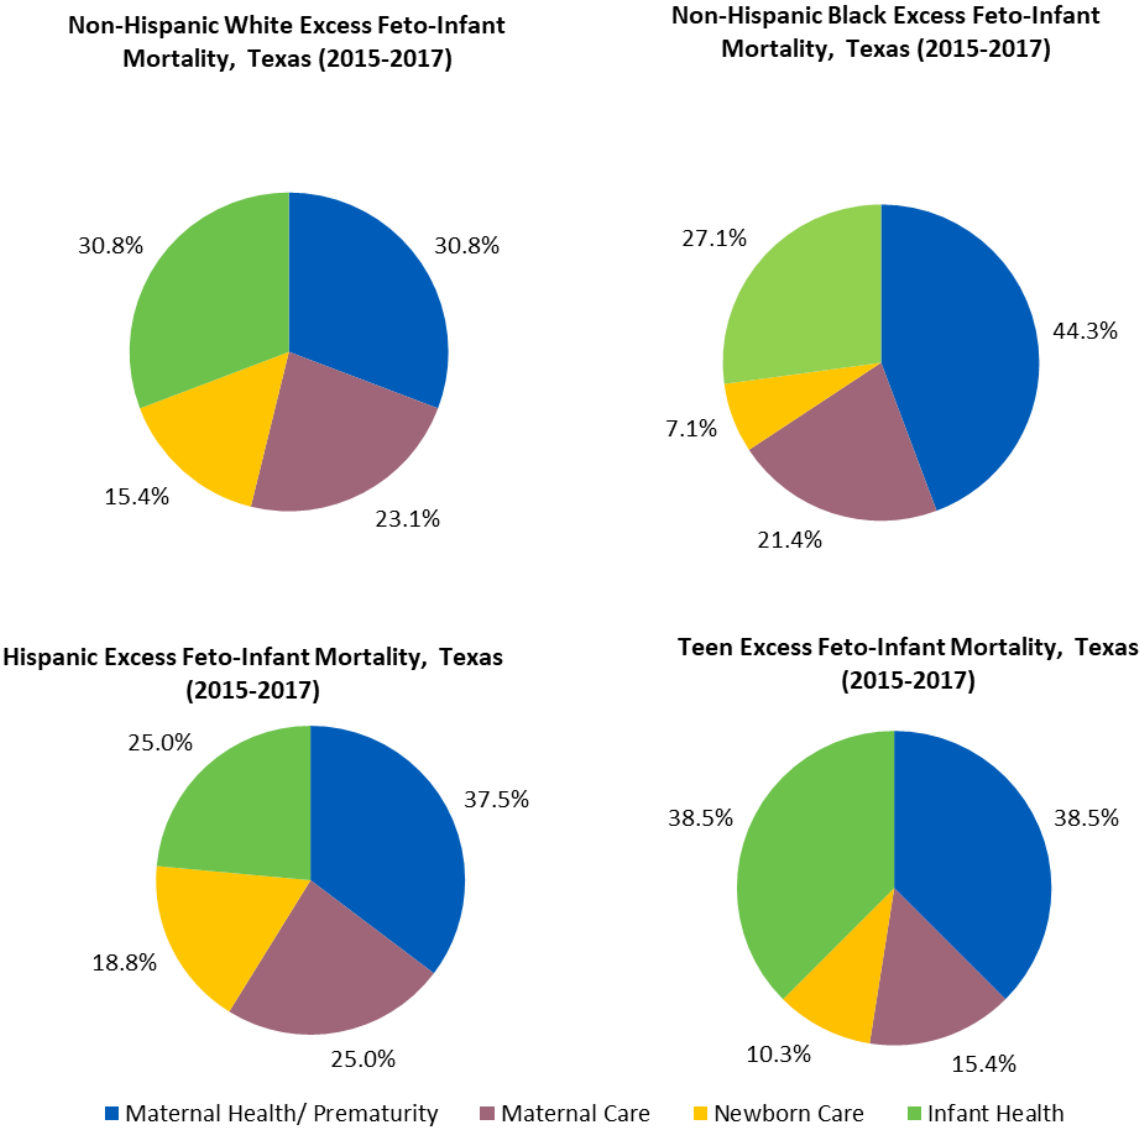 Non-Hispanic White Excess Feto-Infant
Mortality, Texas (2015-2017)
30.8%
30.8%
15.4%
23.1%
Non-Hispanic Black Excess Feto-Infant
Mortality, Texas (2015-2017)
27.1%
44.3%
7.1%
21.4%
Hispanic Excess Feto-Infant Mortality, Texas
(2015-2017)
25.0%
37.5%
18.8%
25.0%
Teen Excess Feto-Infant Mortality, Texas
(2015-2017)
38.5%
38.5%
10.3%
15.4%
Maternal Health/ Prematurity
Maternal Care
Newborn Care
Infant Health